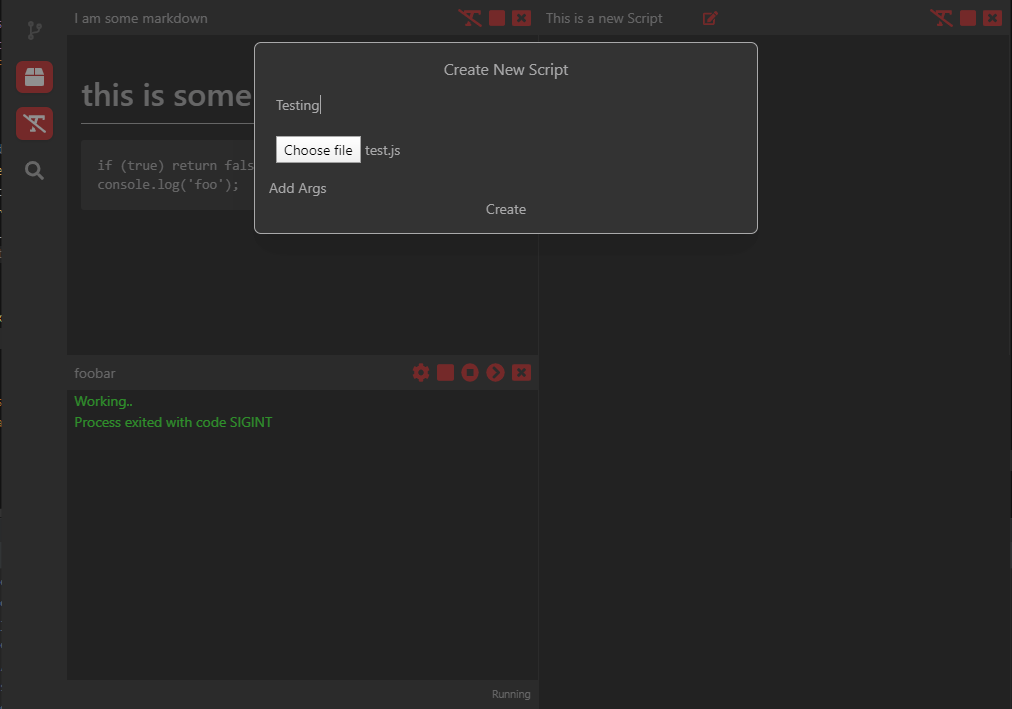 I am some markdown
This is a new Script
Create New Script
Testing
Choose file test.js
Add Args
Create
this is some
if (true) return fals
console.log('foo');
foobar
Working..
Process exited with code SIGINT
Running